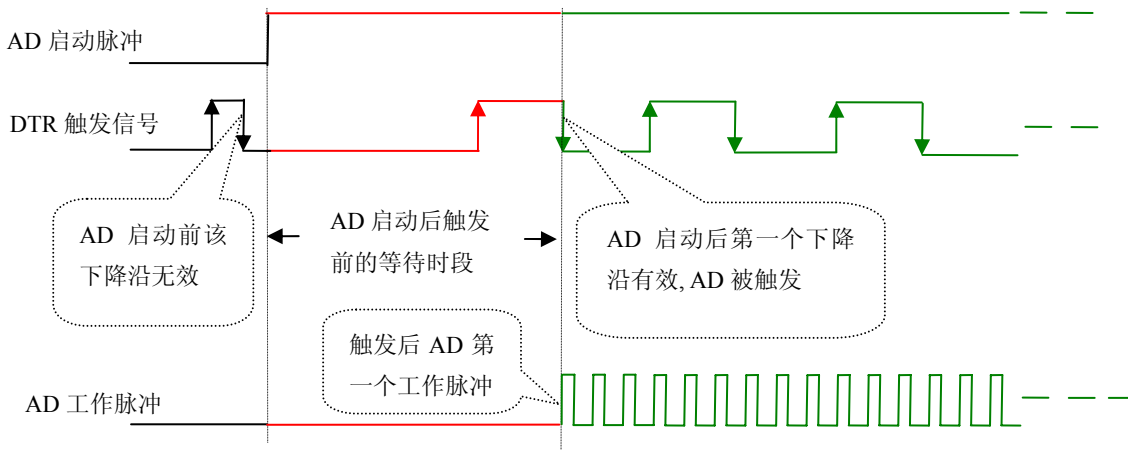 AD 启动脉冲
DTR 触发信号
AD 启动前该
下降沿无效
AD 启动后触发
前的等待时段
AD 启动后第一个下降
沿有效, AD 被触发
触发后 AD 第
一个工作脉冲
AD 工作脉冲